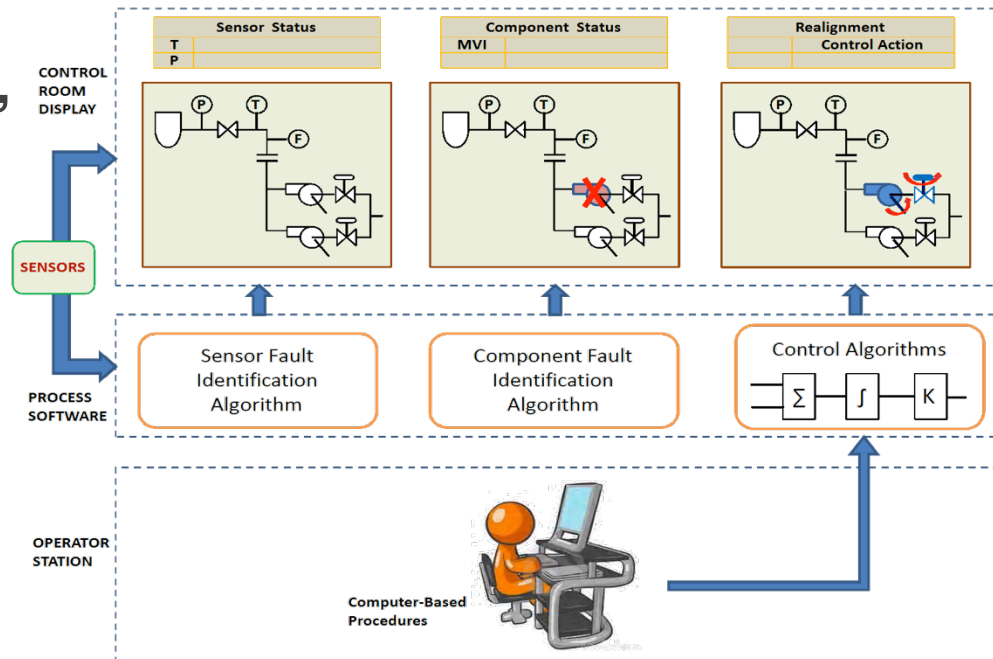 Sensor Status
T
P
Component Status
MVI
Realignment
Control Action
CONTROL
ROOM
DISPLAY
,
P
T
F
P
T
F
P
T
F
SENSORS
Sensor Fault
Identification
Algorithm
Component Fault
Identification
Algorithm
Control Algorithms
∑
∫
K
PROCESS
SOFTWARE
OPERATOR
STATION
Computer-Based
Procedures